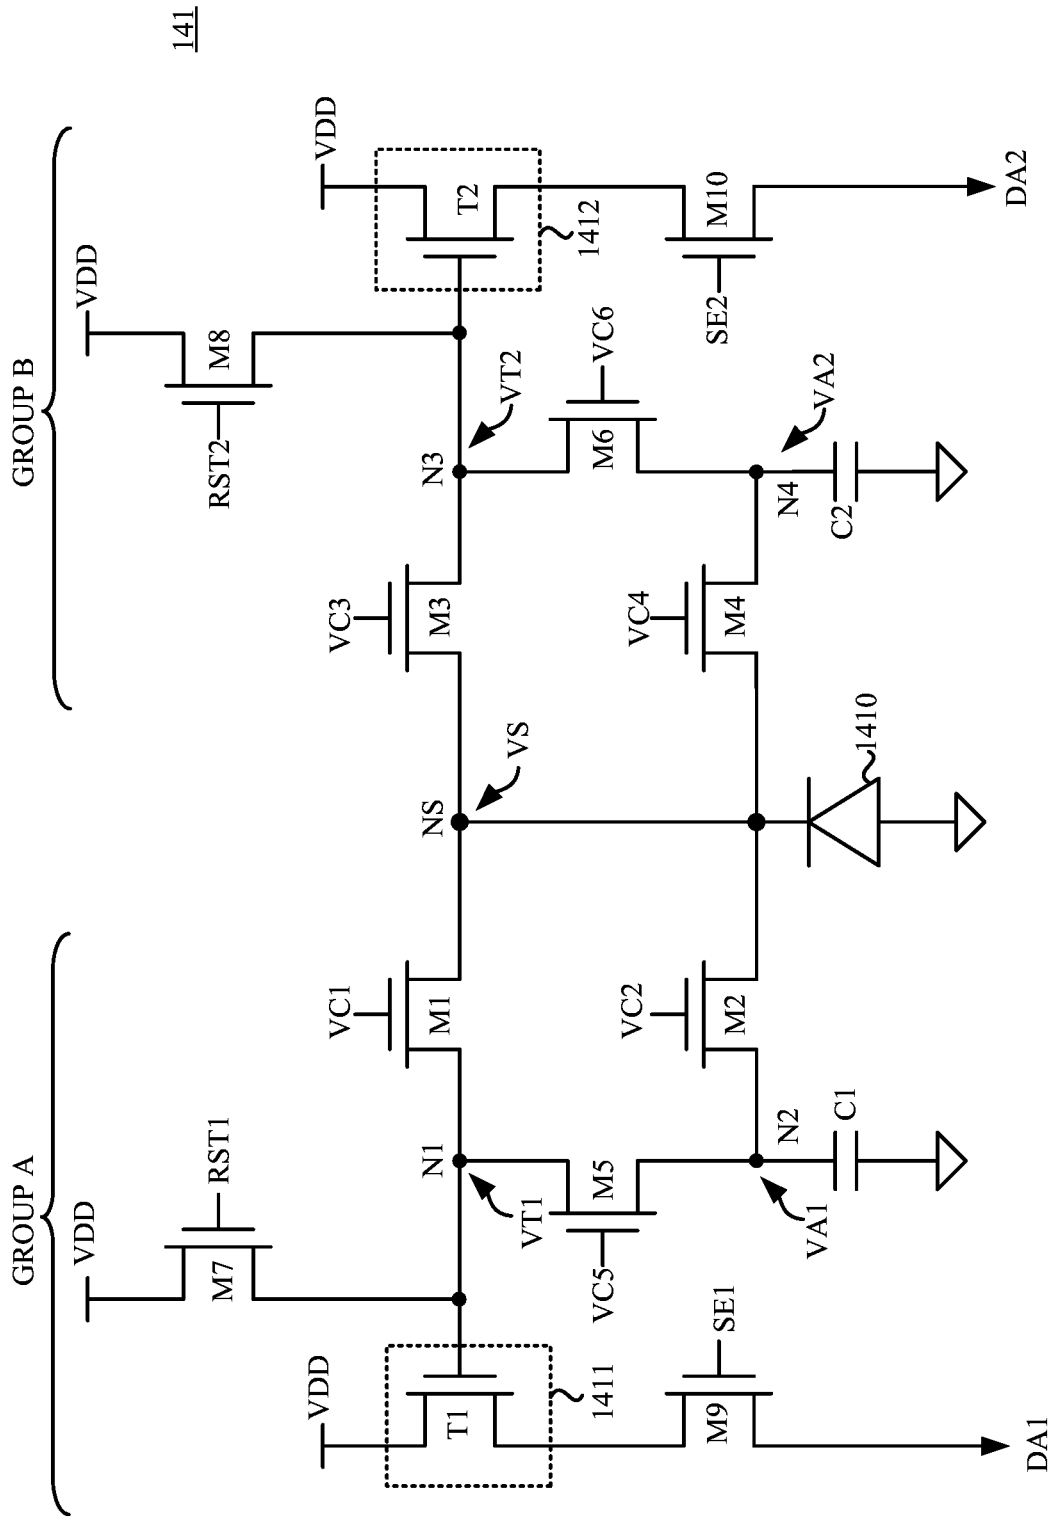 141
GROUP A
GROUP B
VDD
RST1
M7
VDD
M8
RST2
VDD
T1
1411
N1
VT1
VC1
M1
NS
VS
VC3
M3
N3
VT2
VDD
T2
1412
VC5
M5
VC2
M2
VC4
M4
M6
VC6
SE1
M9
SE2
M10
N2
VA1
C1
1410
N4
VA2
C2
DA1
DA2